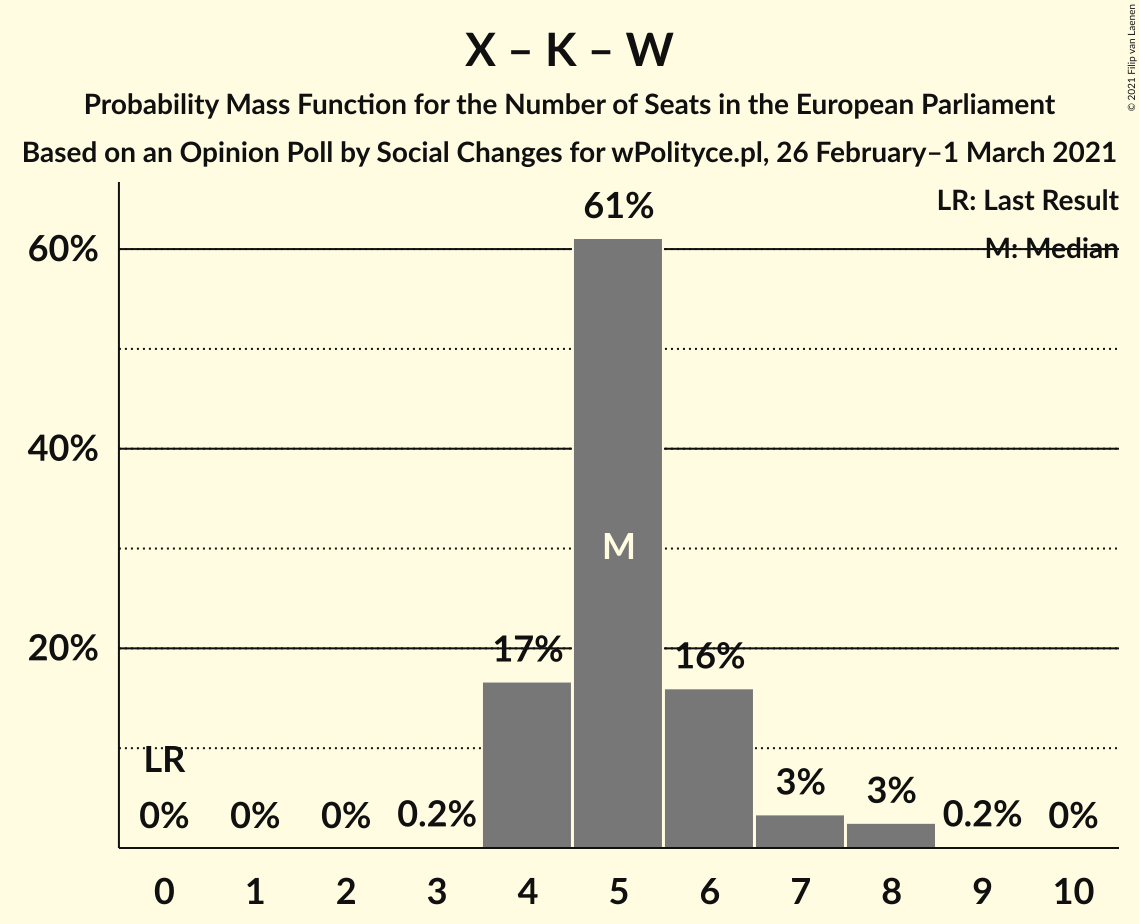 X – K – W
Probability Mass Function for the Number of Seats in the European Parliament
Based on an Opinion Poll by Social Changes for wPolityce.pl, 26 February–1 March 2021
© 2021 Filip van Laenen
LR: Last Result
M: Median
60%
40%
20%
61%
M
17%
16%
LR
0%
0%
0%
0.2%
3%
3%
0.2%
0%
0 1 2 3 4 5 6 7 8 9 10